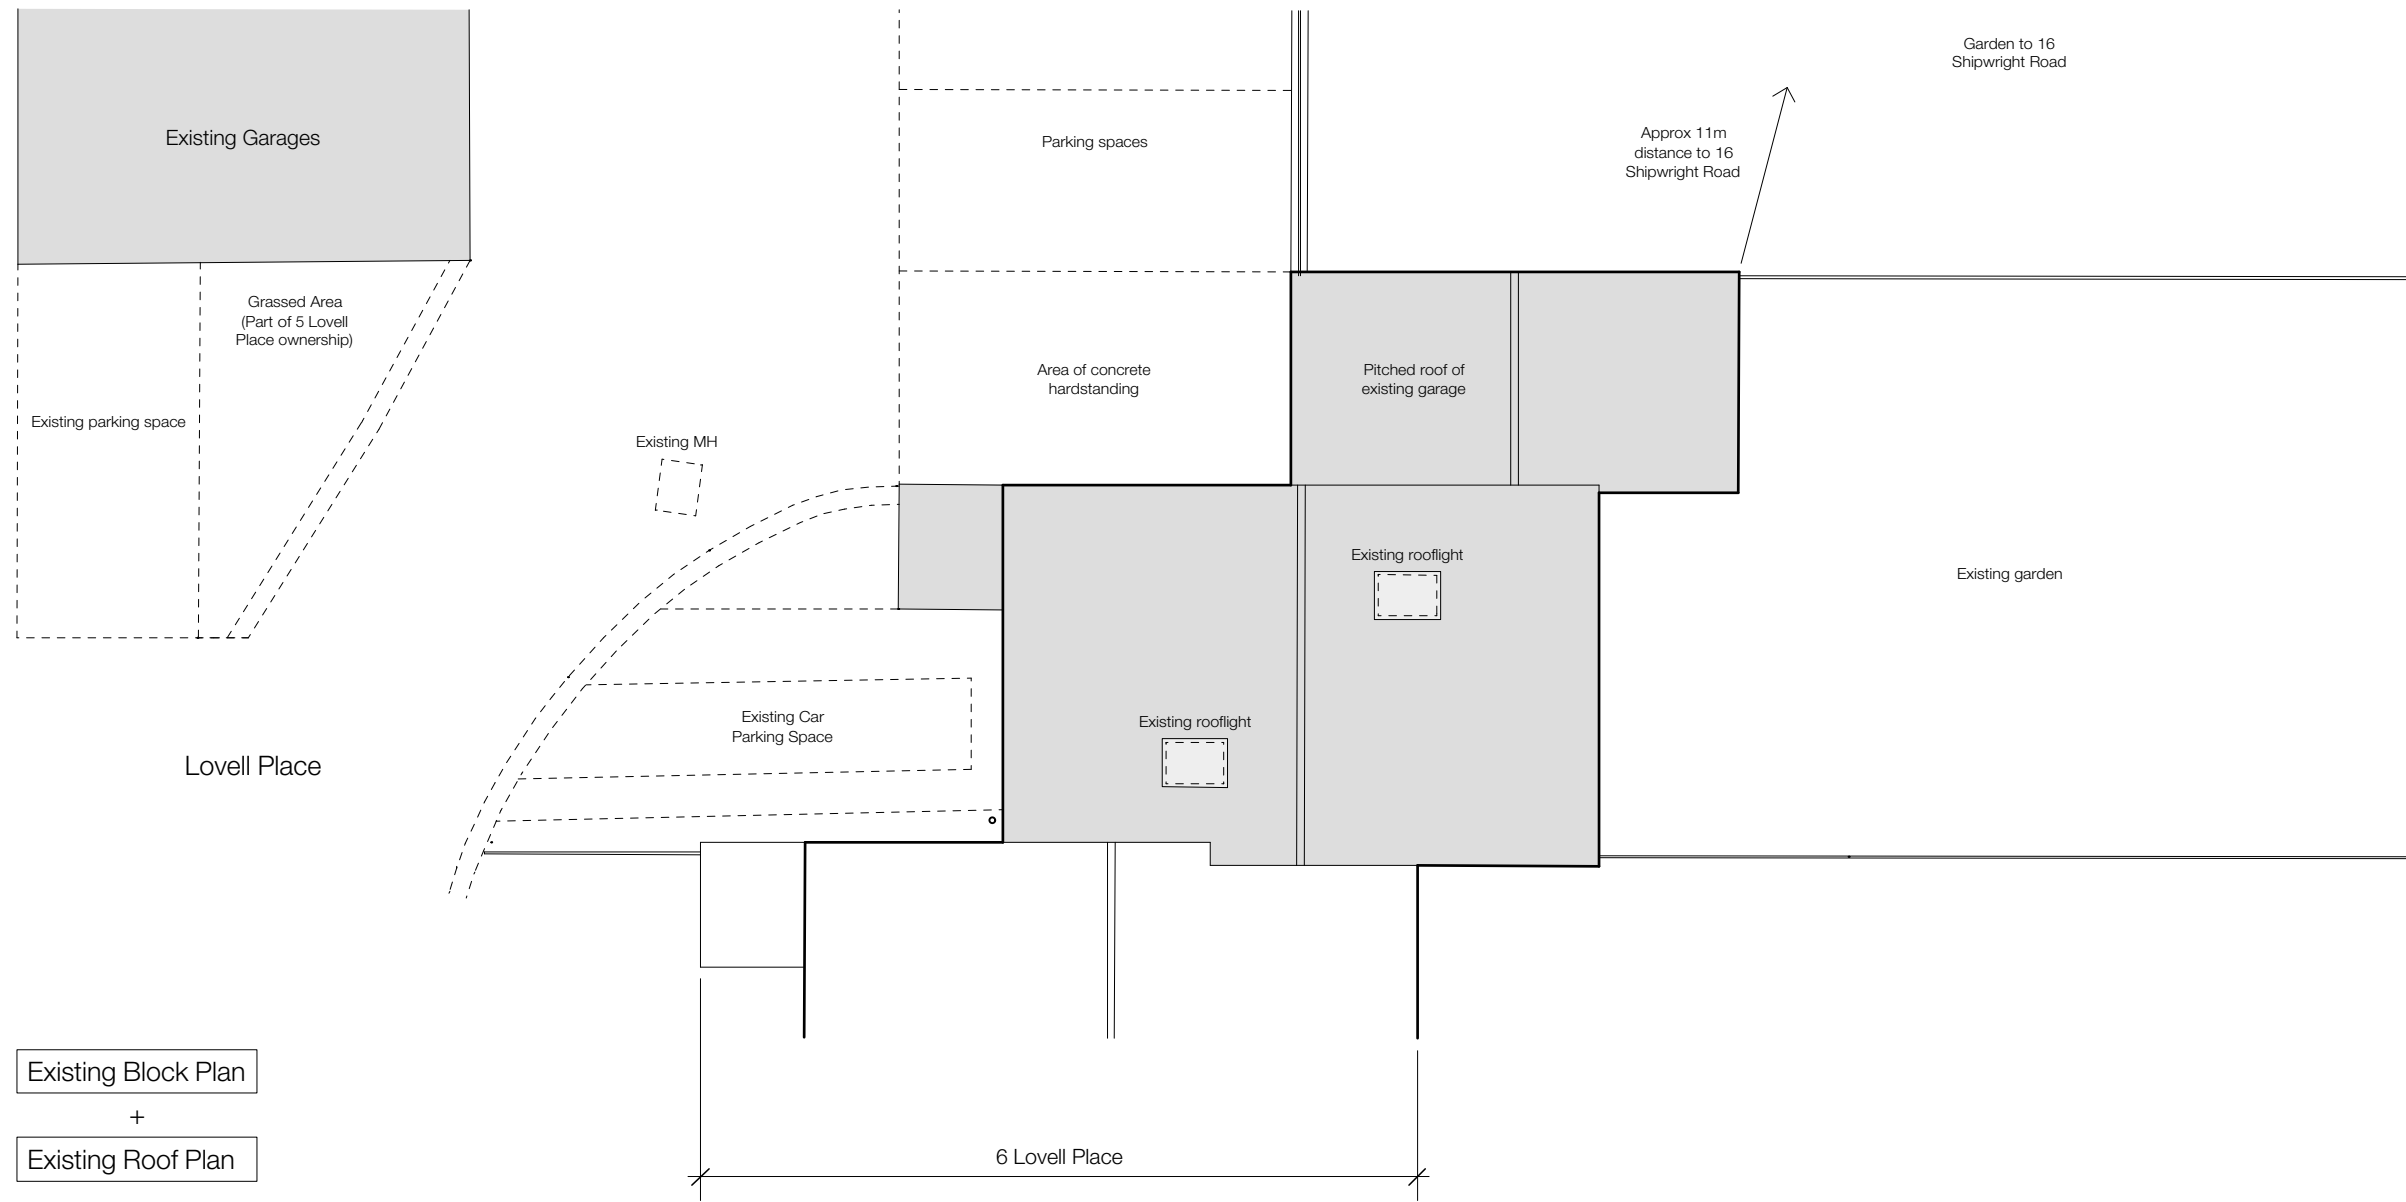 Garden to 16
Shipwright Road
Existing Garages
Parking spaces
Approx 11m
distance to 16
Shipwright Road
Grassed Area
(Part of 5 Lovell
Place ownership)
Area of concrete
hardstanding
Pitched roof of
existing garage
Existing parking space
Existing MH
Existing rooflight
Existing garden
Existing Car
Parking Space
Existing rooflight
Lovell Place
Existing Block Plan
+
Existing Roof Plan
6 Lovell Place